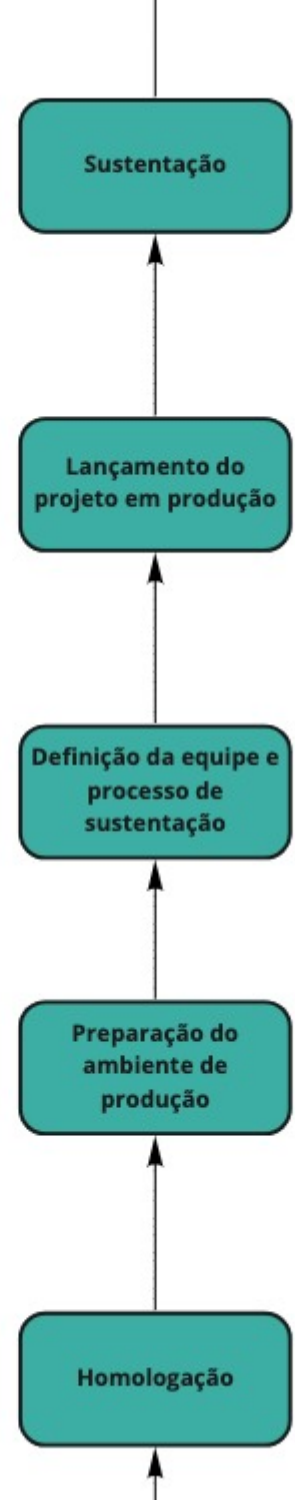 Sustentação
Lançamento do
projeto em produção
Definição da equipe e
processo de
sustentação
Preparação do
ambiente de
produção
Homologação